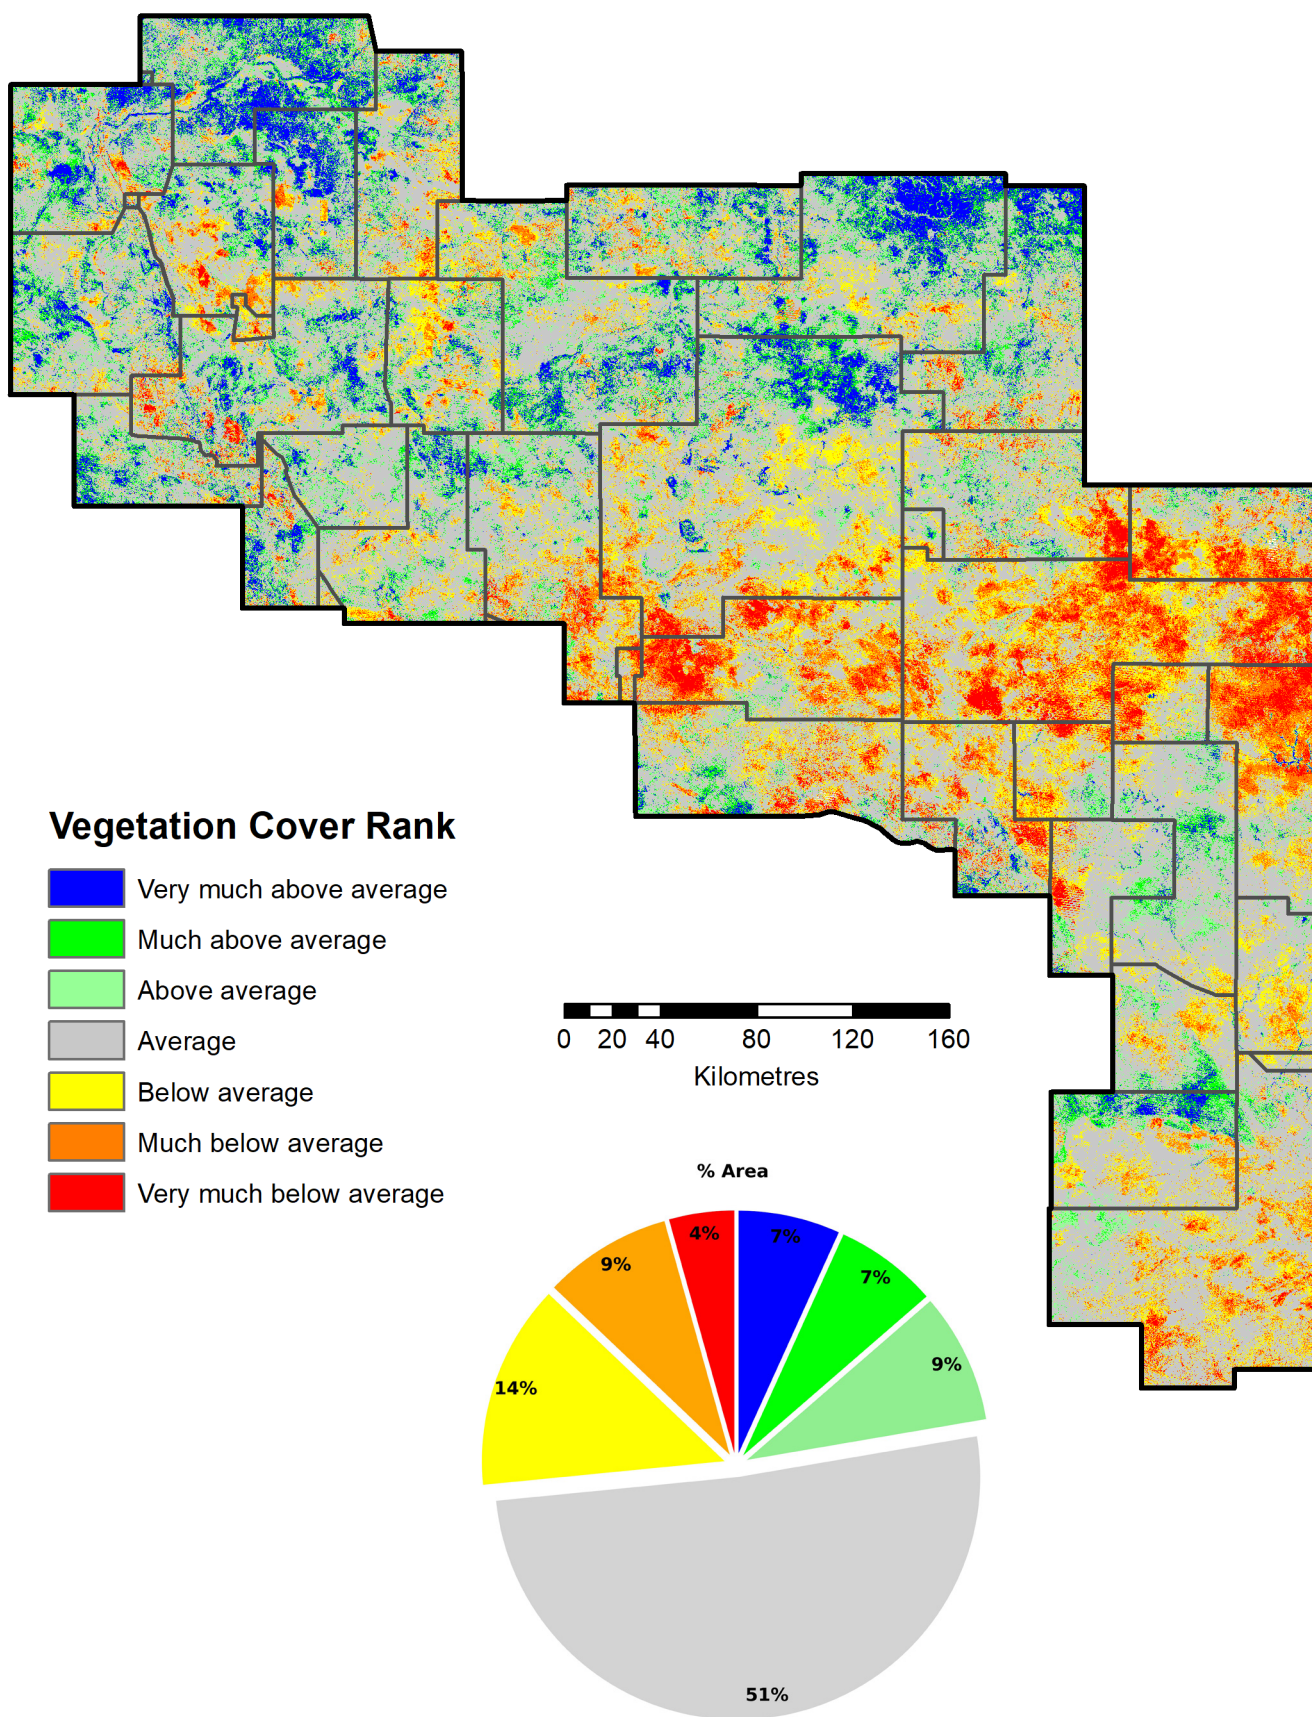 Vegetation Cover Rank
Very much above average
Much above average
Above average
Average
Below average
Much below average
Very much below average
0 20 40 80 120 160
Kilometres
% Area
4% 7%
9% 7%
9%
14%
51%